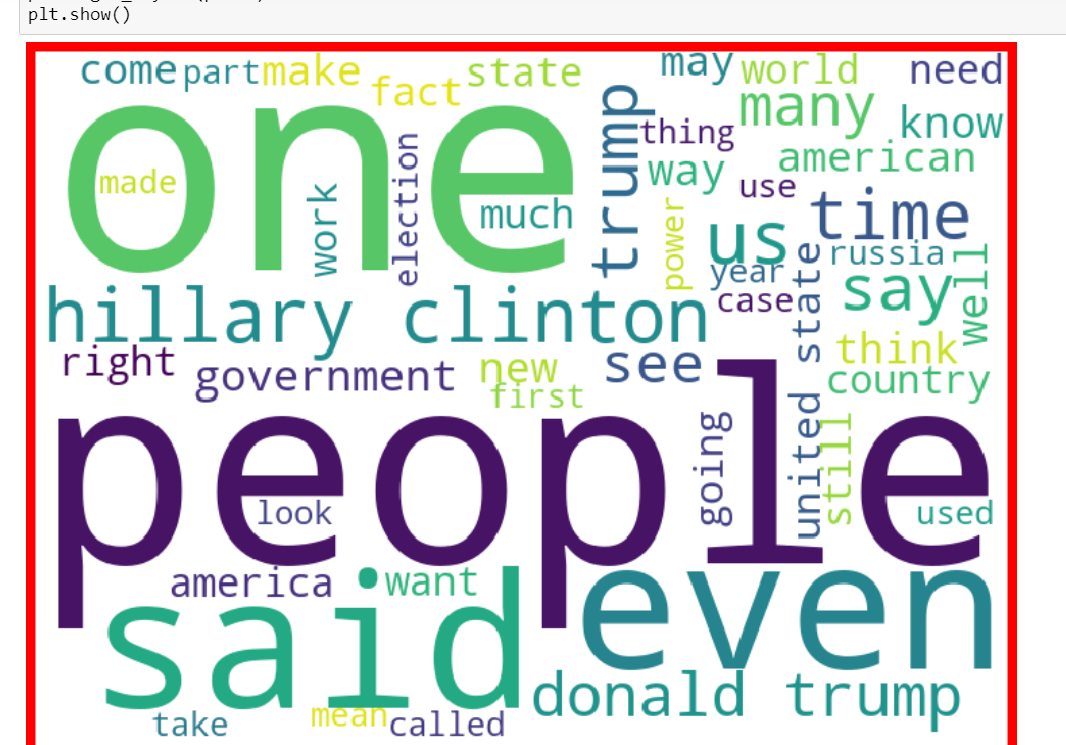 plt.show()
come part make fact state may world need
one
made
work
election
much
trump
thing
many
know
way
american
use
power
us
time
year
russia
case
say
well
hillary clinton
united state
think
country
right
government
new
first
see
people
look
going
still
used
america
want
said
even
donald trump
take
mean
called